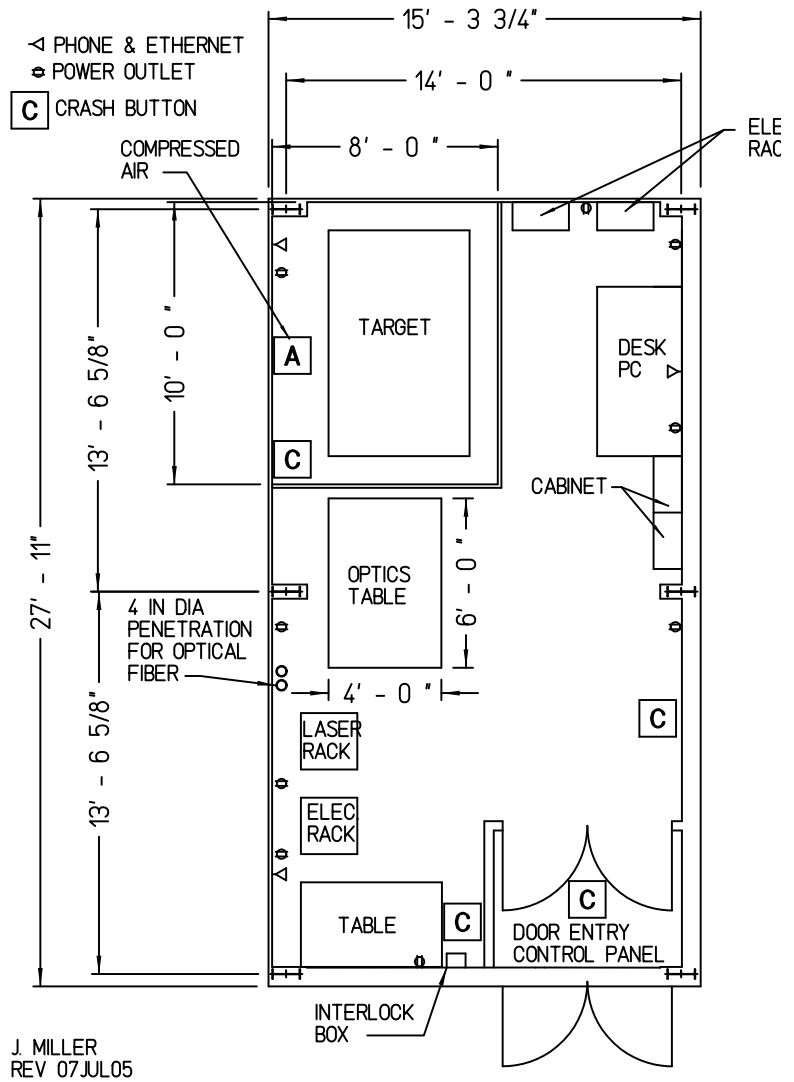 15' - 3 3/4"
PHONE & ETHERNET
POWER OUTLET
14' - 0 "
C CRASH BUTTON
COMPRESSED
AIR
8' - 0 "
ELE
RAC
TARGET
DESK
PC
A
10' - 0 "
13' - 6 5/8"
C
CABINET
27' - 11"
OPTICS
TABLE
6' - 0 "
4 IN DIA
PENETRATION
FOR OPTICAL
FIBER
4' - 0 "
C
LASER
RACK
13' - 6 5/8"
ELEC.
RACK
C
TABLE
C
DOOR ENTRY
CONTROL PANEL
INTERLOCK
BOX
J. MILLER
REV 07JUL05